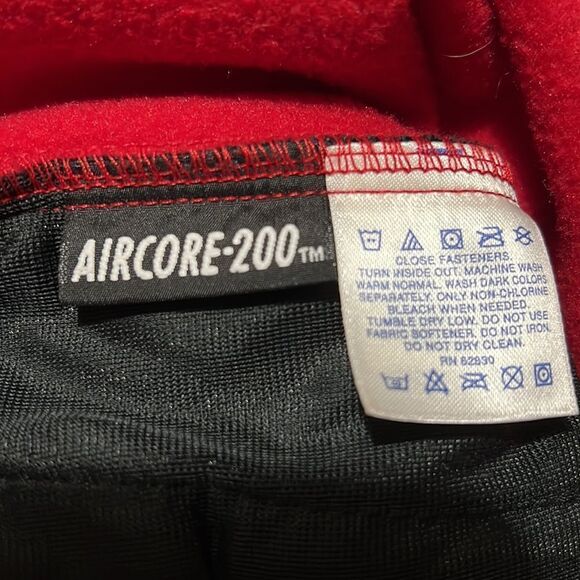 AIRCORE-200™
CLOSE FASTENERS.
TURN INSIDE OUT. MACHINE WASH
WARM NORMAL. WASH DARK COLORS
SEPARATELY. ONLY NON-CHLORINE
BLEACH WHEN NEEDED.
TUMBLE DRY LOW. DO NOT USE
FABRIC SOFTENER. DO NOT IRON.
DO NOT DRY CLEAN.
RN 62830